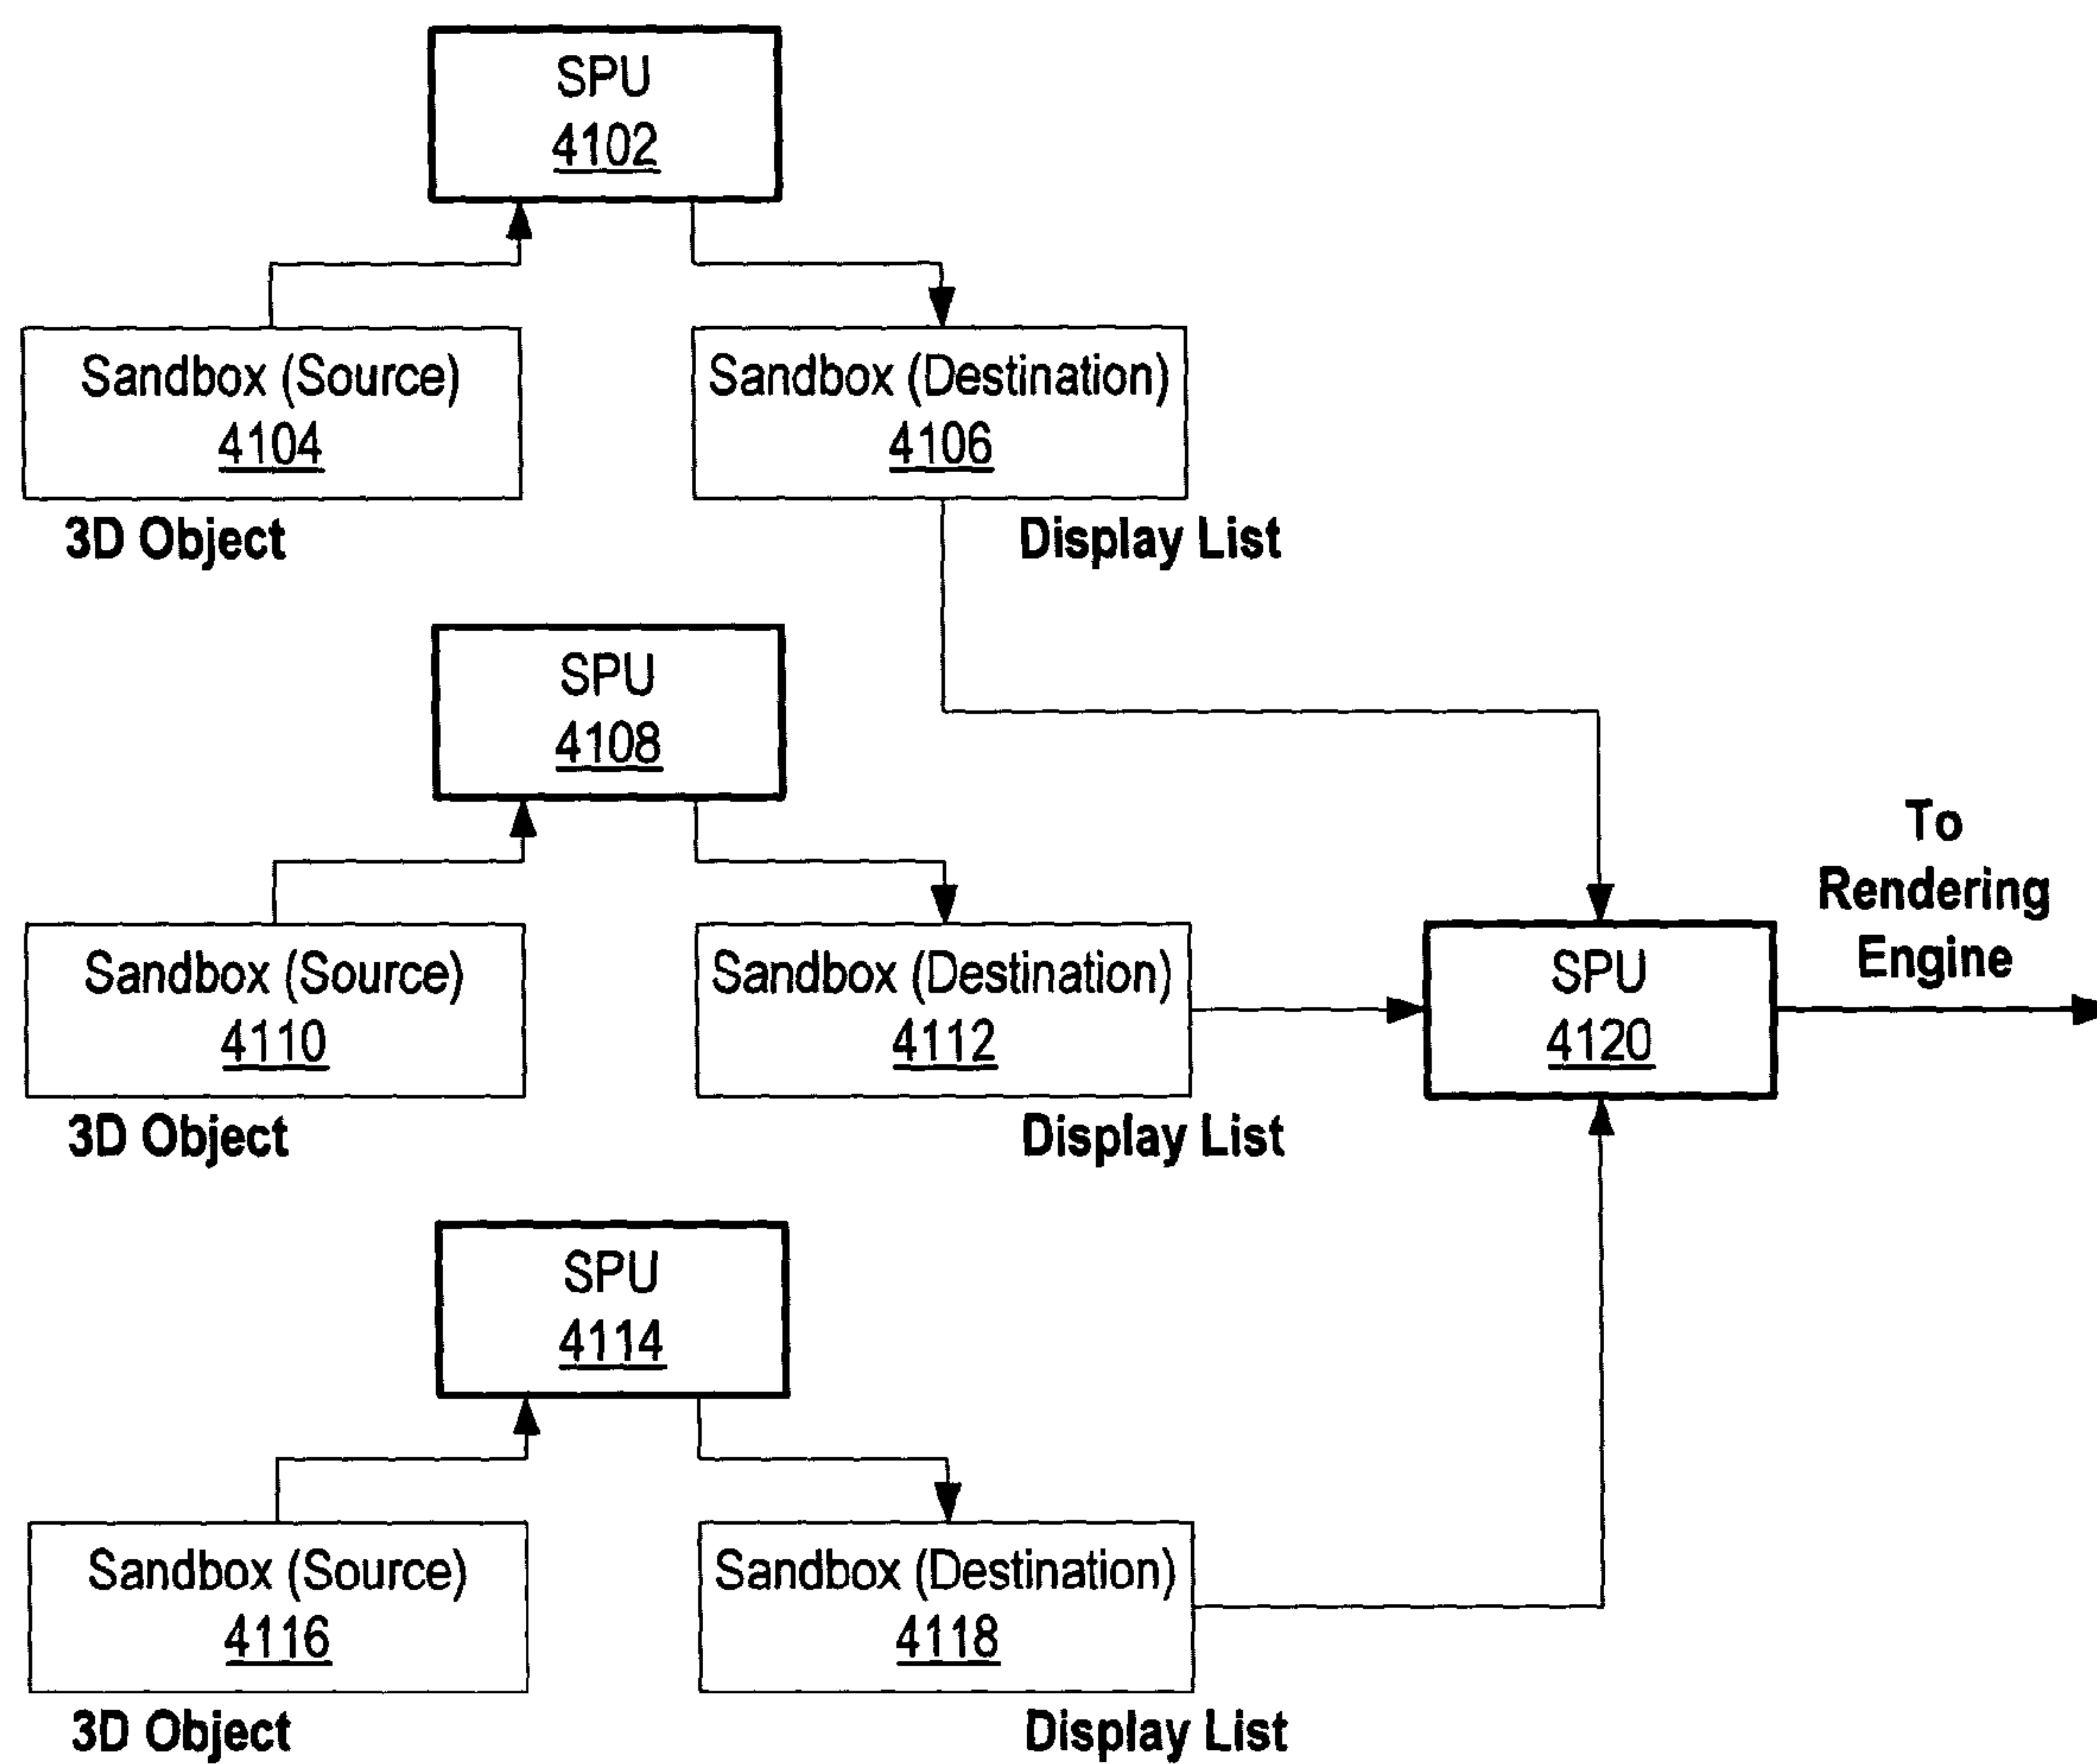 SPU
4102
Sandbox (Source)
4104
Sandbox (Destination)
4106
3D Object
Display List
SPU
4108
Sandbox (Source)
4110
Sandbox (Destination)
4112
3D Object
Display List
SPU
4120
To
Rendering
Engine
SPU
4114
Sandbox (Source)
4116
Sandbox (Destination)
4118
3D Object
Display List